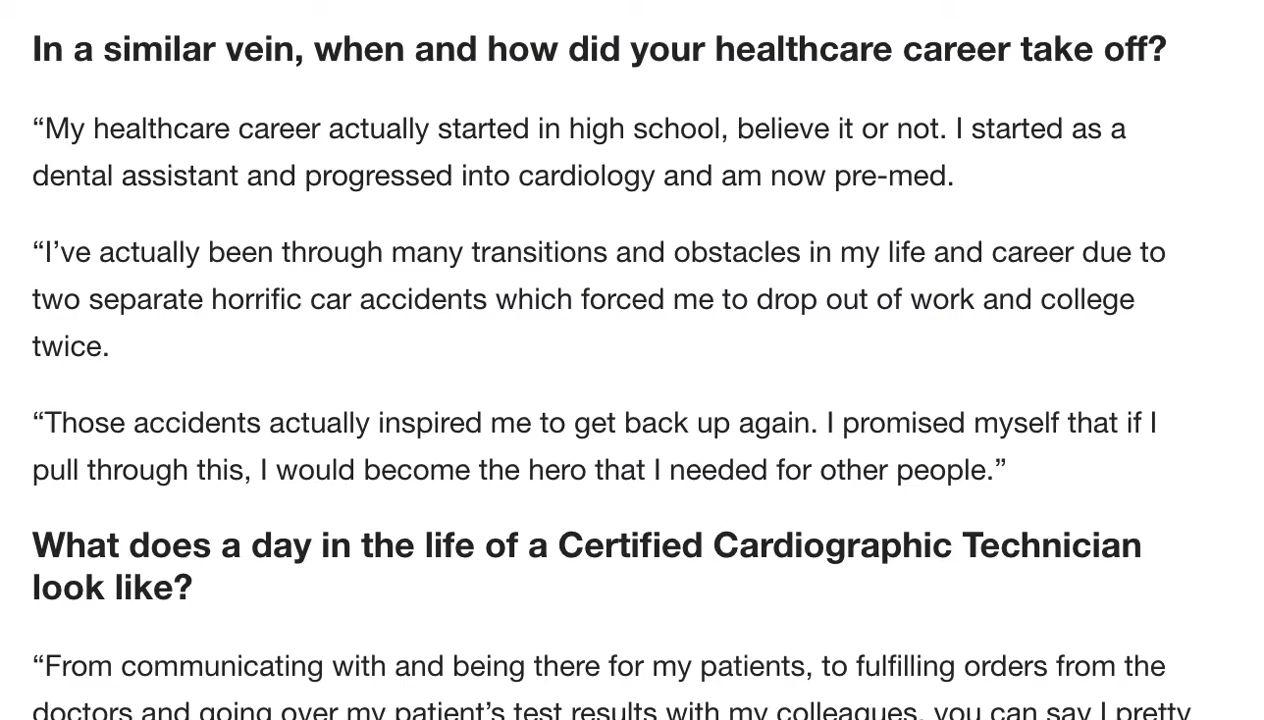 In a similar vein, when and how did your healthcare career take off?
“My healthcare career actually started in high school, believe it or not. I started as a
dental assistant and progressed into cardiology and am now pre-med.
“I’ve actually been through many transitions and obstacles in my life and career due to
two separate horrific car accidents which forced me to drop out of work and college
twice.
“Those accidents actually inspired me to get back up again. I promised myself that if I
pull through this, I would become the hero that I needed for other people.”
What does a day in the life of a Certified Cardiographic Technician
look like?
“From communicating with and being there for my patients, to fulfilling orders from the
doctors and going over my patient’s test results with my colleagues, you can say I pretty